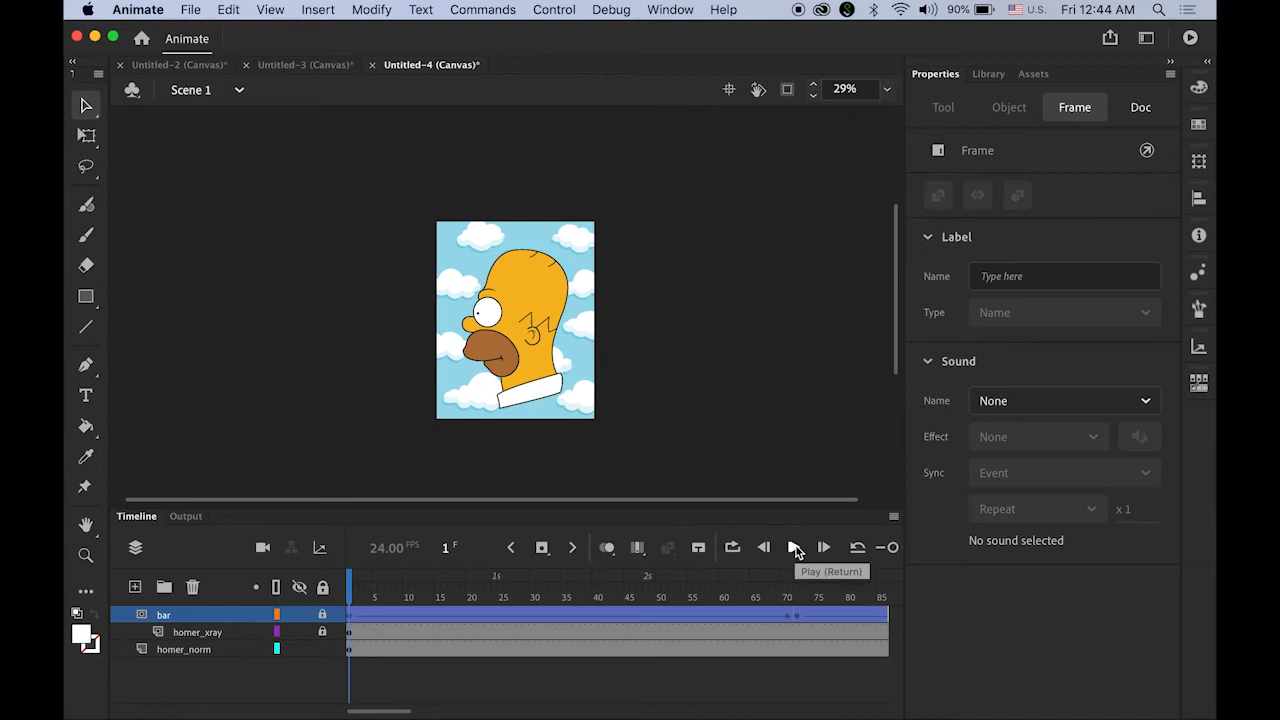 Animate File Edit View Insert Modify Text Commands Control Debug Window Help 90% U.S. Fri 12:44 AM
Animate
Untitled-2 (Canvas)* Untitled-3 (Canvas)* Untitled-4 (Canvas)* Properties Library Assets
Scene 1 29%
Tool Object Frame Doc
Frame
Label
Name Type here
Type Name
Sound
Name None
Effect None
Sync Event
Repeat x 1
No sound selected
Timeline Output
24.00 FPS 1 F
Play (Return)
1s 2s
5 10 15 20 25 30 35 40 45 50 55 60 65 70 75 80 85
bar
homer_xray
homer_norm